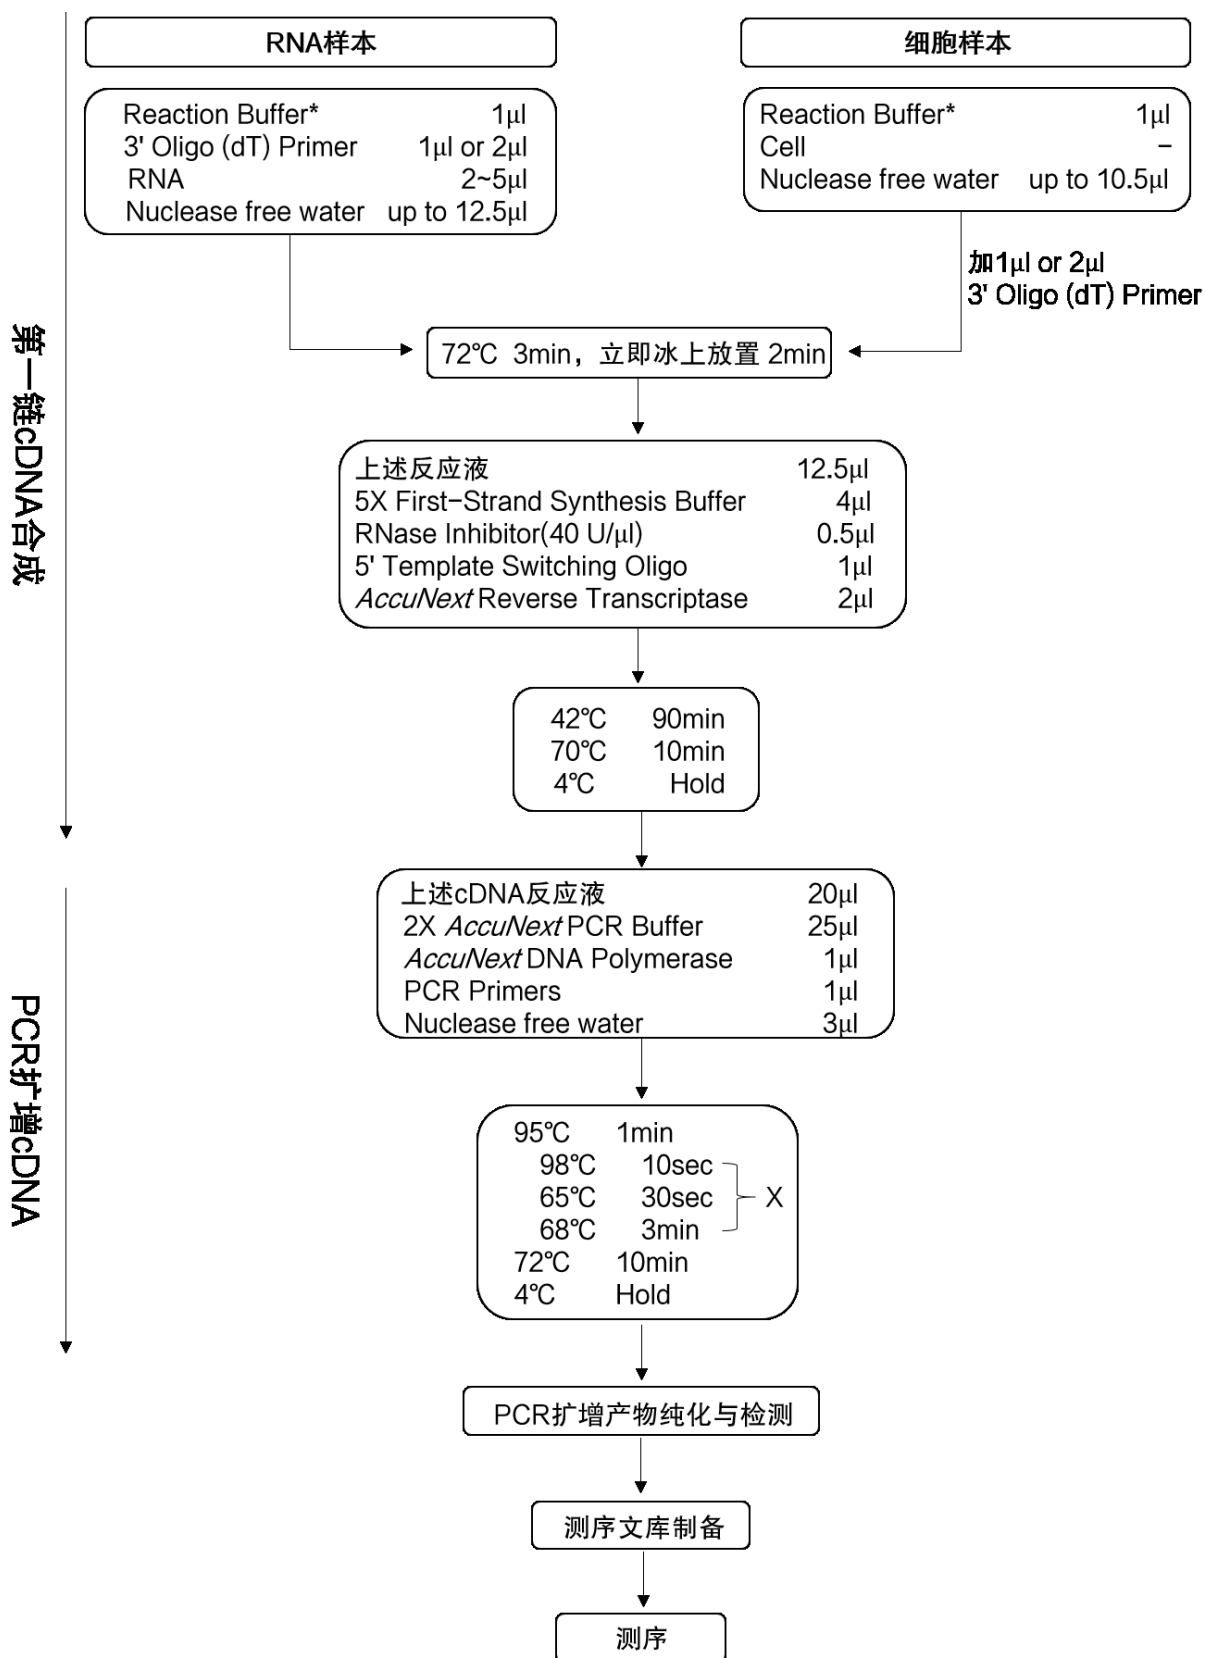 RNA样本
Reaction Buffer* 1μl
3' Oligo (dT) Primer 1μl or 2μl
RNA 2~5μl
Nuclease free water up to 12.5μl
细胞样本
Reaction Buffer* 1μl
Cell –
Nuclease free water up to 10.5μl
加1μl or 2μl
3' Oligo (dT) Primer
第一链cDNA合成
72℃ 3min，立即冰上放置 2min
上述反应液 12.5μl
5X First-Strand Synthesis Buffer 4μl
RNase Inhibitor(40 U/μl) 0.5μl
5' Template Switching Oligo 1μl
AccuNext Reverse Transcriptase 2μl
42℃ 90min
70℃ 10min
4℃ Hold
PCR扩增cDNA
上述cDNA反应液 20μl
2X AccuNext PCR Buffer 25μl
AccuNext DNA Polymerase 1μl
PCR Primers 1μl
Nuclease free water 3μl
95℃ 1min
98℃ 10sec
65℃ 30sec X
68℃ 3min
72℃ 10min
4℃ Hold
PCR扩增产物纯化与检测
测序文库制备
测序